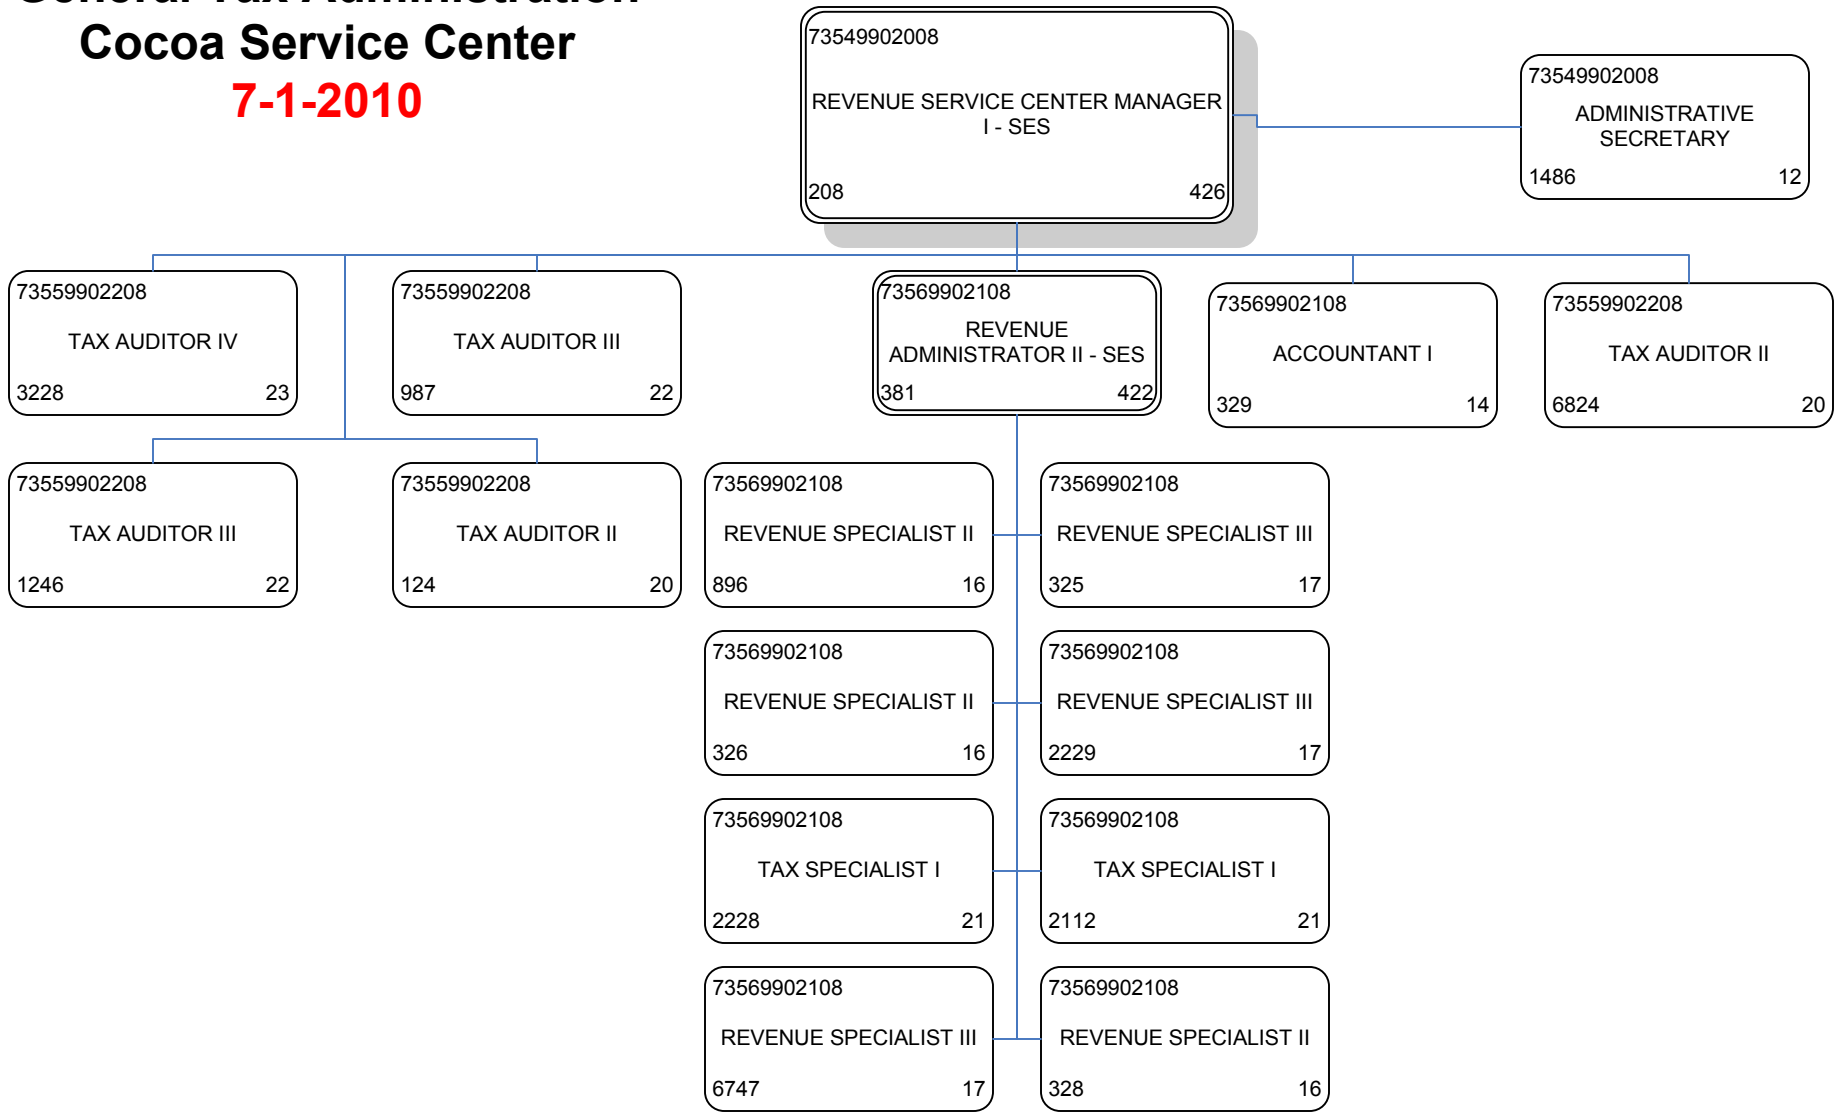 General Tax Administration
Cocoa Service Center
7-1-2010
73549902008
REVENUE SERVICE CENTER MANAGER
I - SES
208 426
73549902008
ADMINISTRATIVE
SECRETARY
1486 12
73559902208
TAX AUDITOR IV
3228 23
73559902208
TAX AUDITOR III
987 22
73569902108
REVENUE
ADMINISTRATOR II - SES
381 422
73569902108
ACCOUNTANT I
329 14
73559902208
TAX AUDITOR II
6824 20
73559902208
TAX AUDITOR III
1246 22
73559902208
TAX AUDITOR II
124 20
73569902108
REVENUE SPECIALIST II
896 16
73569902108
REVENUE SPECIALIST III
325 17
73569902108
REVENUE SPECIALIST II
326 16
73569902108
REVENUE SPECIALIST III
2229 17
73569902108
TAX SPECIALIST I
2228 21
73569902108
TAX SPECIALIST I
2112 21
73569902108
REVENUE SPECIALIST III
6747 17
73569902108
REVENUE SPECIALIST II
328 16